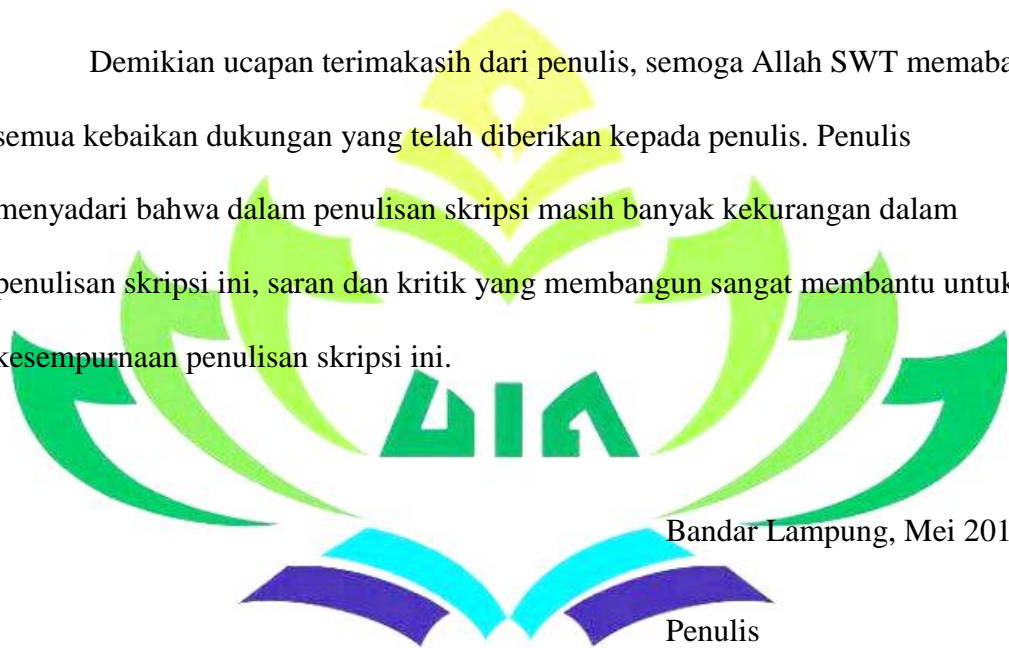 Demikian ucapan terimakasih dari penulis, semoga Allah SWT
semua kebaikan dukungan yang telah diberikan kepada penulis. Penulis
menyadari bahwa dalam penulisan skripsi masih banyak kekurangan dalam
penulisan skripsi ini, saran dan kritik yang membangun sangat membantu untuk
kesempurnaan penulisan skripsi ini.
UIN
Bandar Lampung, Mei 201
Penulis